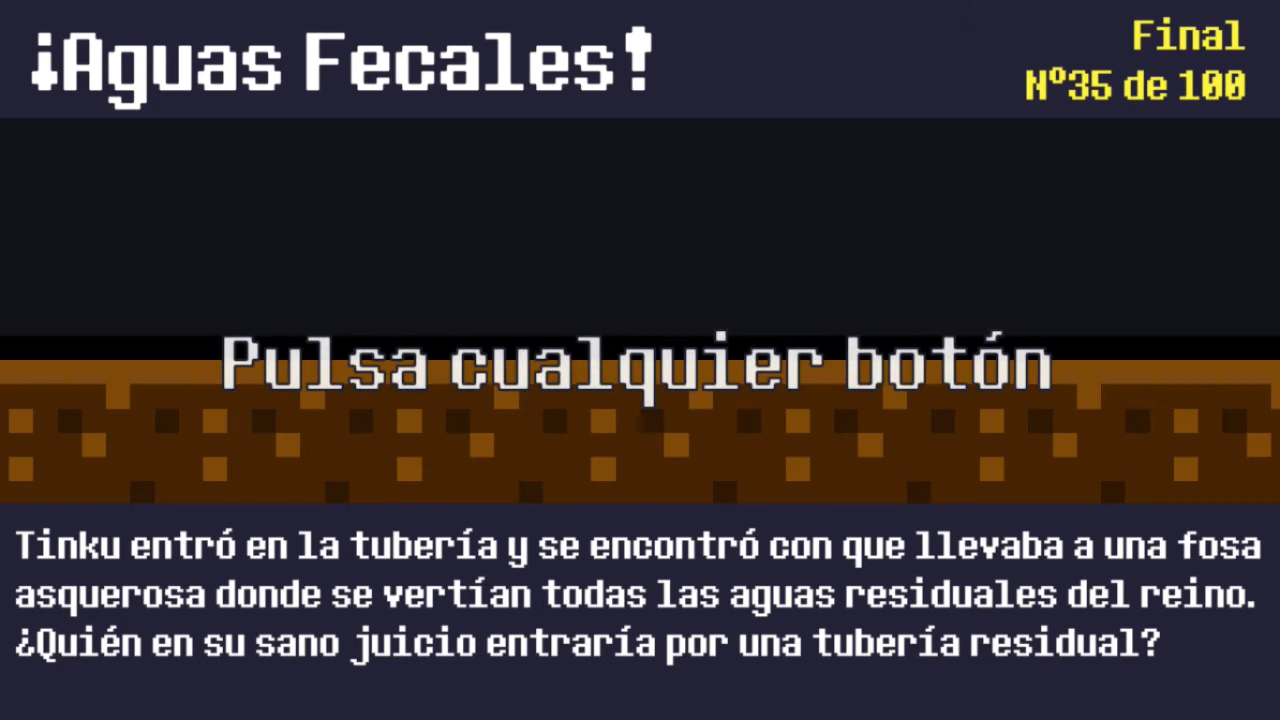 ¡Aguas Fecales!
Final
Nº35 de 100
Pulsa cualquier botón
Tinku entró en la tubería y se encontró con que llevaba a una fosa
asquerosa donde se vertían todas las aguas residuales del reino.
¿Quién en su sano juicio entraría por una tubería residual?